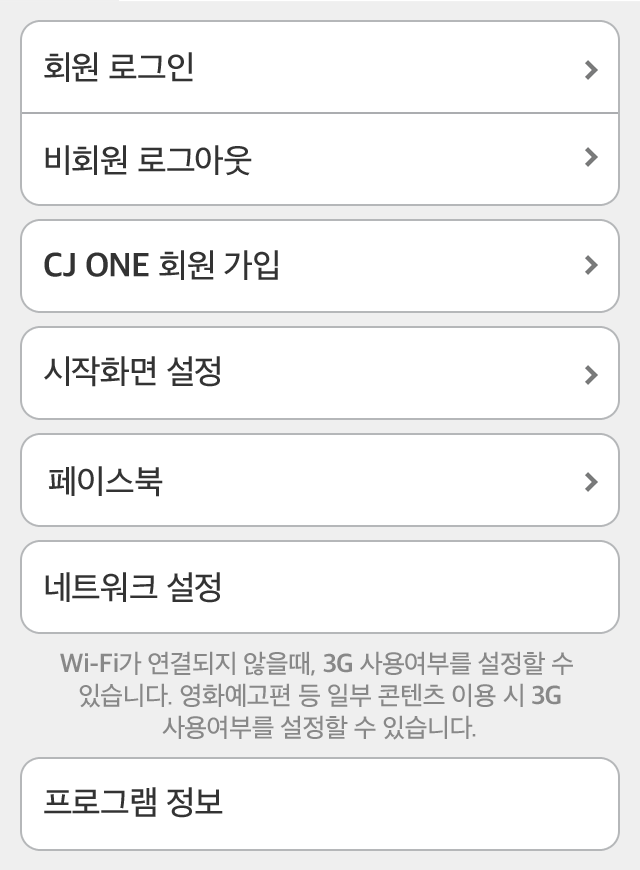 회원 로그인
비회원 로그아웃
CJ ONE 회원 가입
시작화면 설정
페이스북
네트워크 설정
Wi-Fi가 연결되지 않을때, 3G 사용여부를 설정할 수
있습니다. 영화예고편 등 일부 콘텐츠 이용 시 3G
사용여부를 설정할 수 있습니다.
프로그램 정보